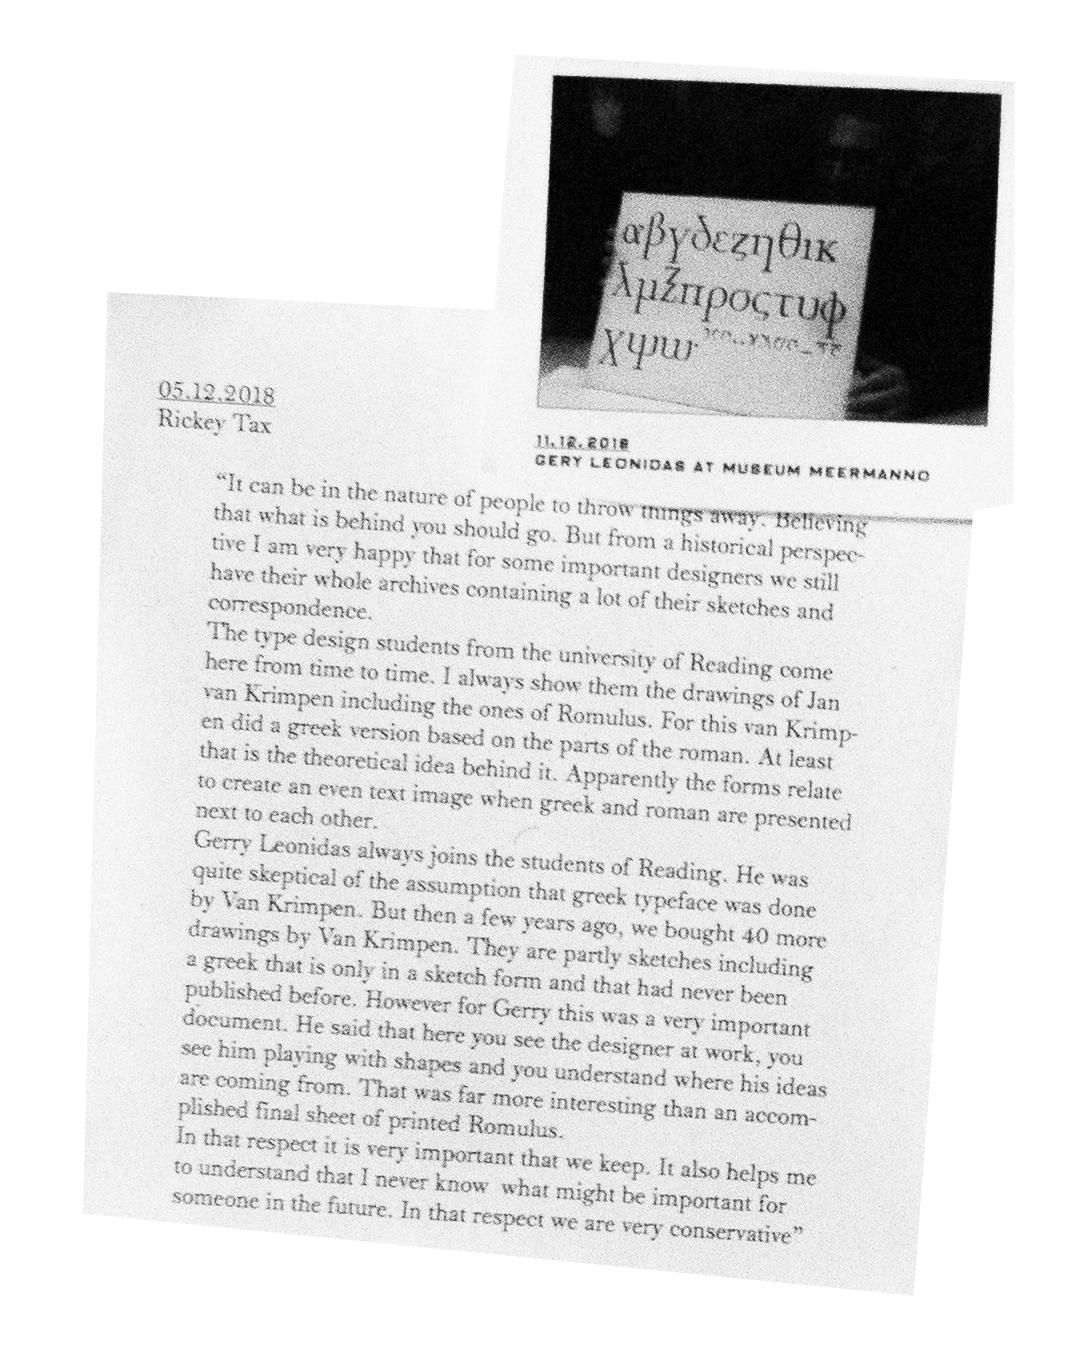 αβγδεζηθικ
λμξπροςτυφ
χψω
11.12.2018
GERY LEONIDAS AT MUSEUM MEERMANNO
05.12.2018
Rickey Tax
“It can be in the nature of people to throw things away. Believing
that what is behind you should go. But from a historical perspec-
tive I am very happy that for some important designers we still
have their whole archives containing a lot of their sketches and
correspondence.
The type design students from the university of Reading come
here from time to time. I always show them the drawings of Jan
van Krimpen including the ones of Romulus. For this van Krimp-
en did a greek version based on the parts of the roman. At least
that is the theoretical idea behind it. Apparently the forms relate
to create an even text image when greek and roman are presented
next to each other.
Gerry Leonidas always joins the students of Reading. He was
quite skeptical of the assumption that greek typeface was done
by Van Krimpen. But then a few years ago, we bought 40 more
drawings by Van Krimpen. They are partly sketches including
a greek that is only in a sketch form and that had never been
published before. However for Gerry this was a very important
document. He said that here you see the designer at work, you
see him playing with shapes and you understand where his ideas
are coming from. That was far more interesting than an accom-
plished final sheet of printed Romulus.
In that respect it is very important that we keep. It also helps me
to understand that I never know what might be important for
someone in the future. In that respect we are very conservative”